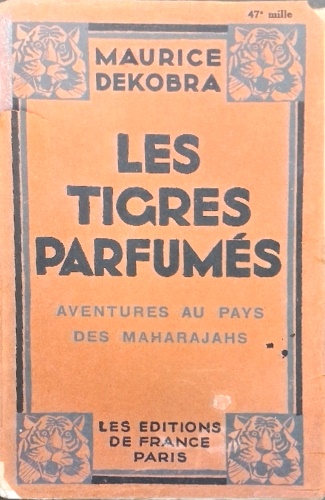 47e mille
MAURICE
DEKOBRA
LES
TIGRES
PARFUMÉS
AVENTURES AU PAYS
DES MAHARAJAHS
LES EDITIONS
DE FRANCE
PARIS